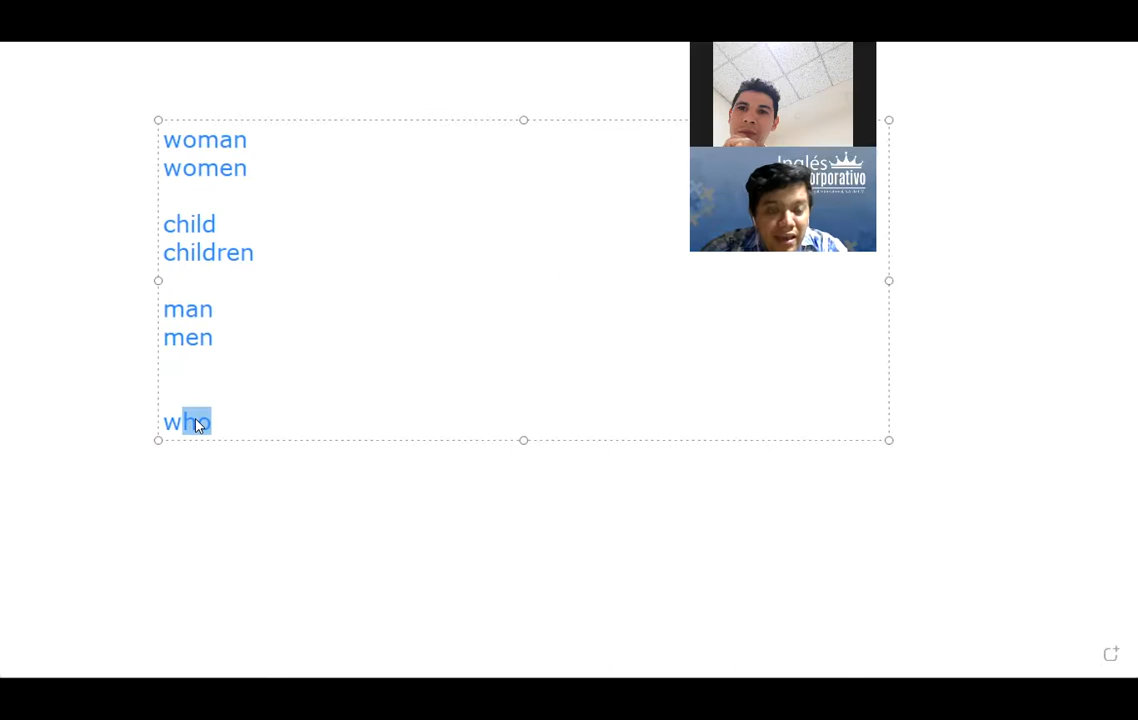 woman
women
child
children
man
men
who
Inglés
orporativo